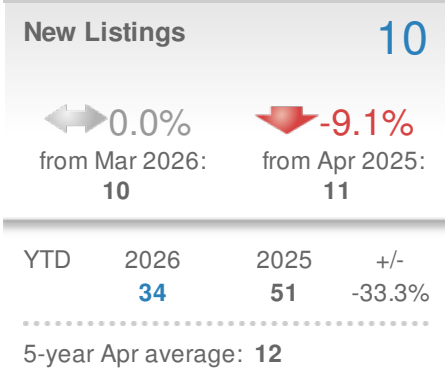 New Listings 10
0.0% -9.1%
from Mar 2026: from Apr 2025:
10 11
YTD 2026 2025 +/-
34 51 -33.3%
5-year Apr average: 12